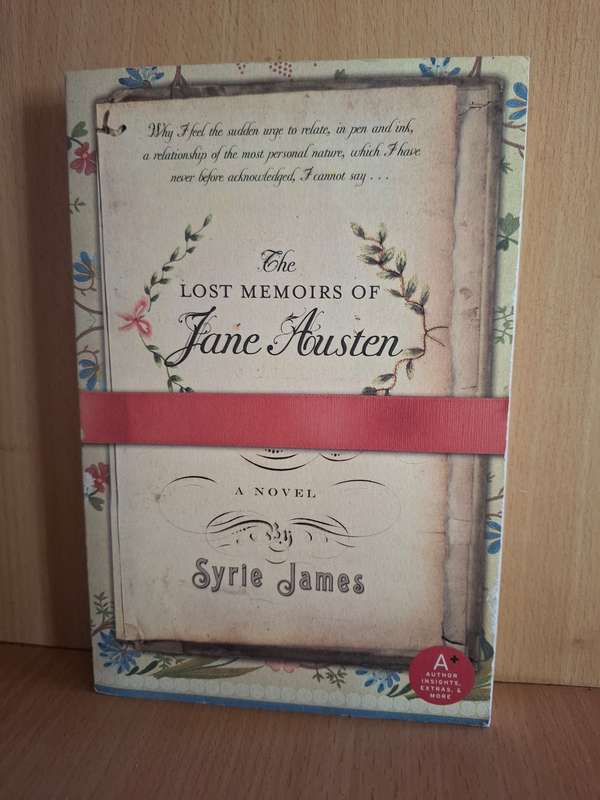 Why I feel the sudden urge to relate, in pen and ink,
a relationship of the most personal nature, which I have
never before acknowledged, I cannot say . . .
The
LOST MEMOIRS OF
Jane Austen
A NOVEL
Syrie James
A+
AUTHOR
INSIGHTS,
EXTRAS, &
MORE